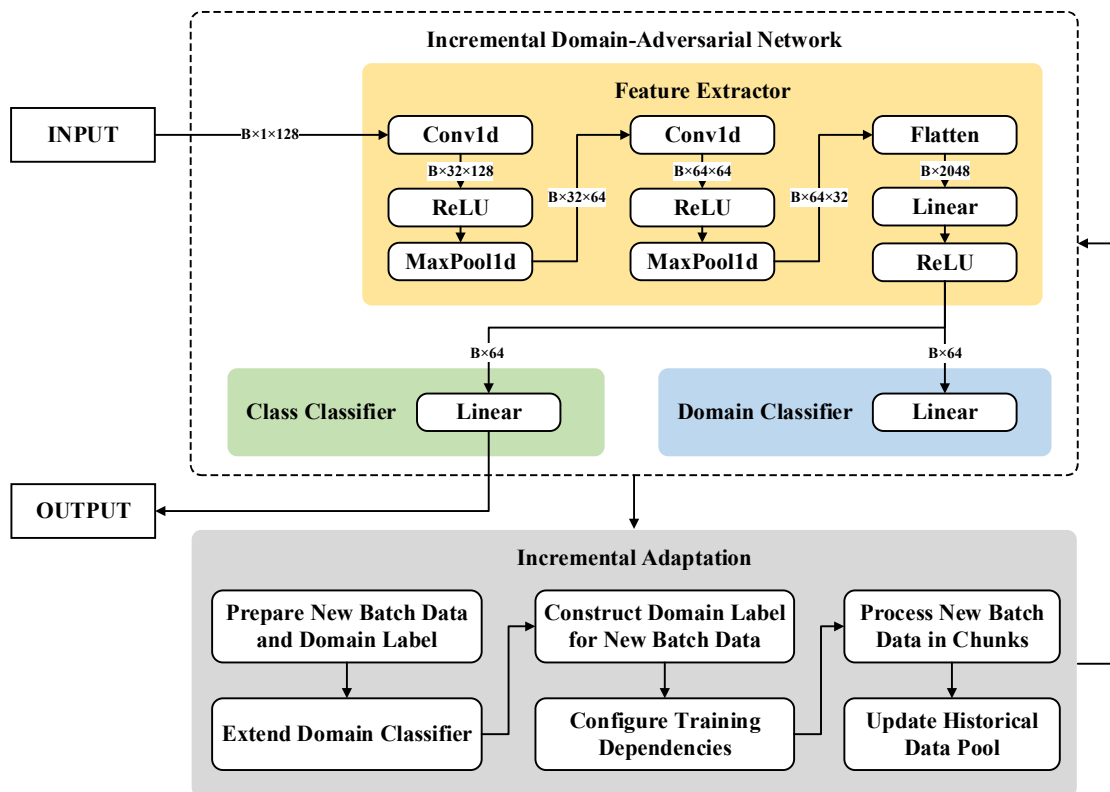 Incremental Domain-Adversarial Network
Feature Extractor
INPUT
B×1×128
Conv1d
B×32×128
ReLU
MaxPool1d
B×32×64
Conv1d
B×64×64
ReLU
MaxPool1d
B×64×32
Flatten
B×2048
Linear
ReLU
B×64
B×64
Class Classifier
Linear
Domain Classifier
Linear
OUTPUT
Incremental Adaptation
Prepare New Batch Data
and Domain Label
Extend Domain Classifier
Construct Domain Label
for New Batch Data
Configure Training
Dependencies
Process New Batch
Data in Chunks
Update Historical
Data Pool